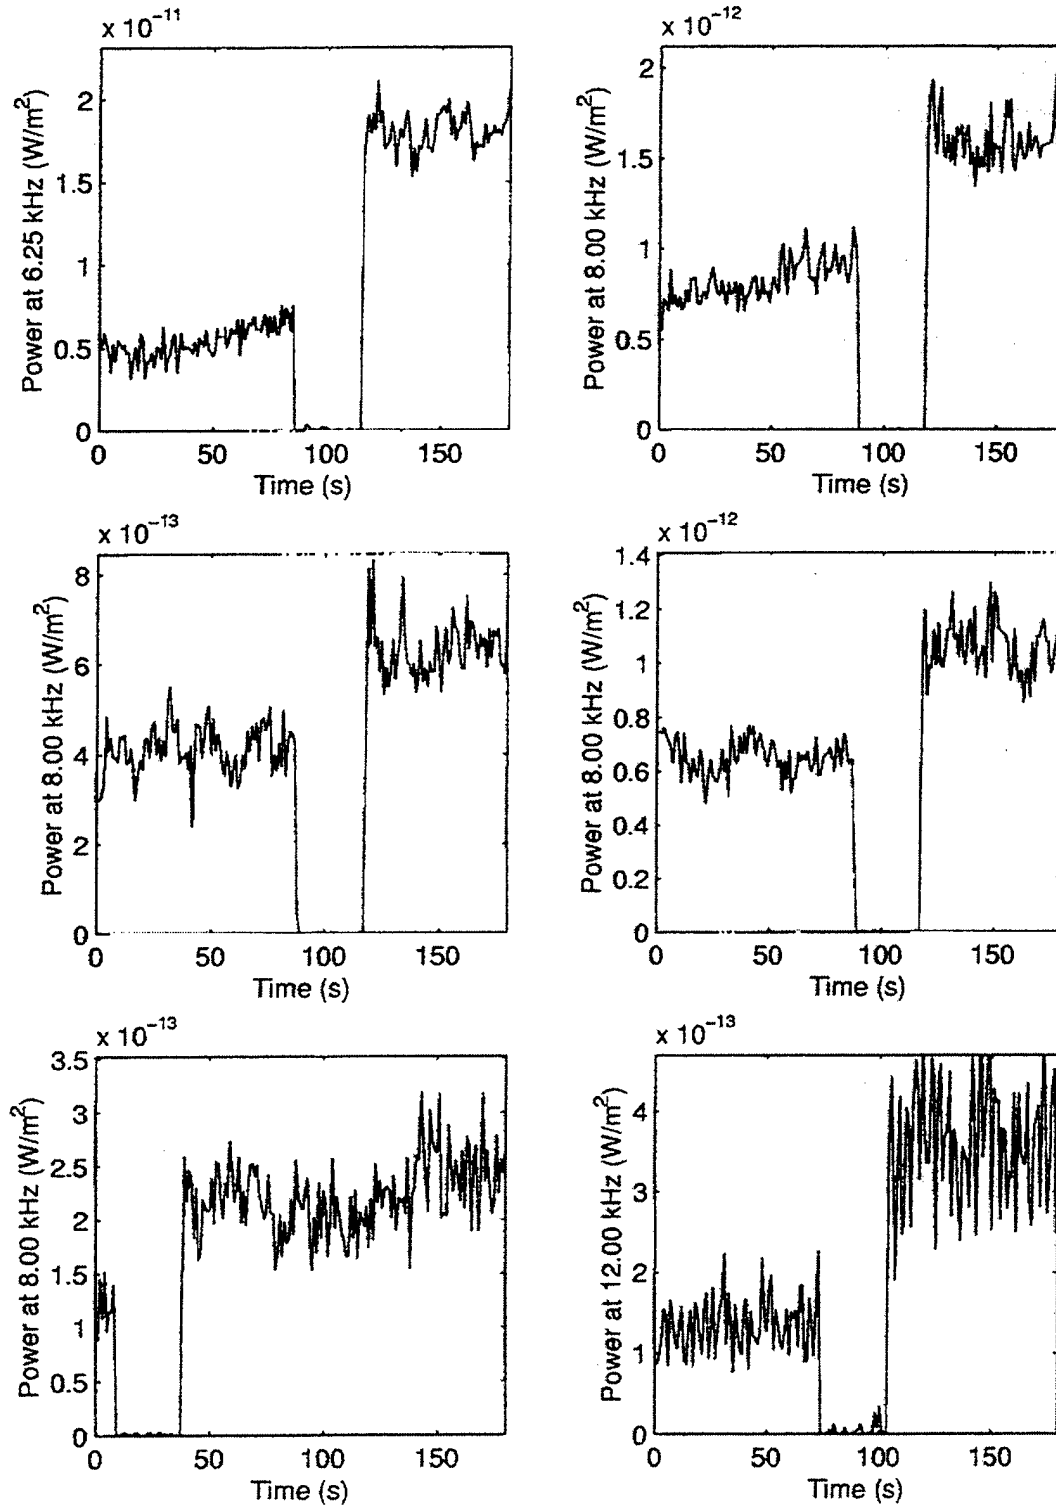 x 10⁻¹¹
Power at 6.25 kHz (W/m²)
2
1.5
1
0.5
0
0 50 100 150
Time (s)
x 10⁻¹²
Power at 8.00 kHz (W/m²)
2
1.5
1
0.5
0
0 50 100 150
Time (s)
x 10⁻¹³
Power at 8.00 kHz (W/m²)
8
6
4
2
0
0 50 100 150
Time (s)
x 10⁻¹²
Power at 8.00 kHz (W/m²)
1.4
1.2
1
0.8
0.6
0.4
0.2
0
0 50 100 150
Time (s)
x 10⁻¹³
Power at 8.00 kHz (W/m²)
3.5
3
2.5
2
1.5
1
0.5
0
0 50 100 150
Time (s)
x 10⁻¹³
Power at 12.00 kHz (W/m²)
4
3
2
1
0
0 50 100 150
Time (s)